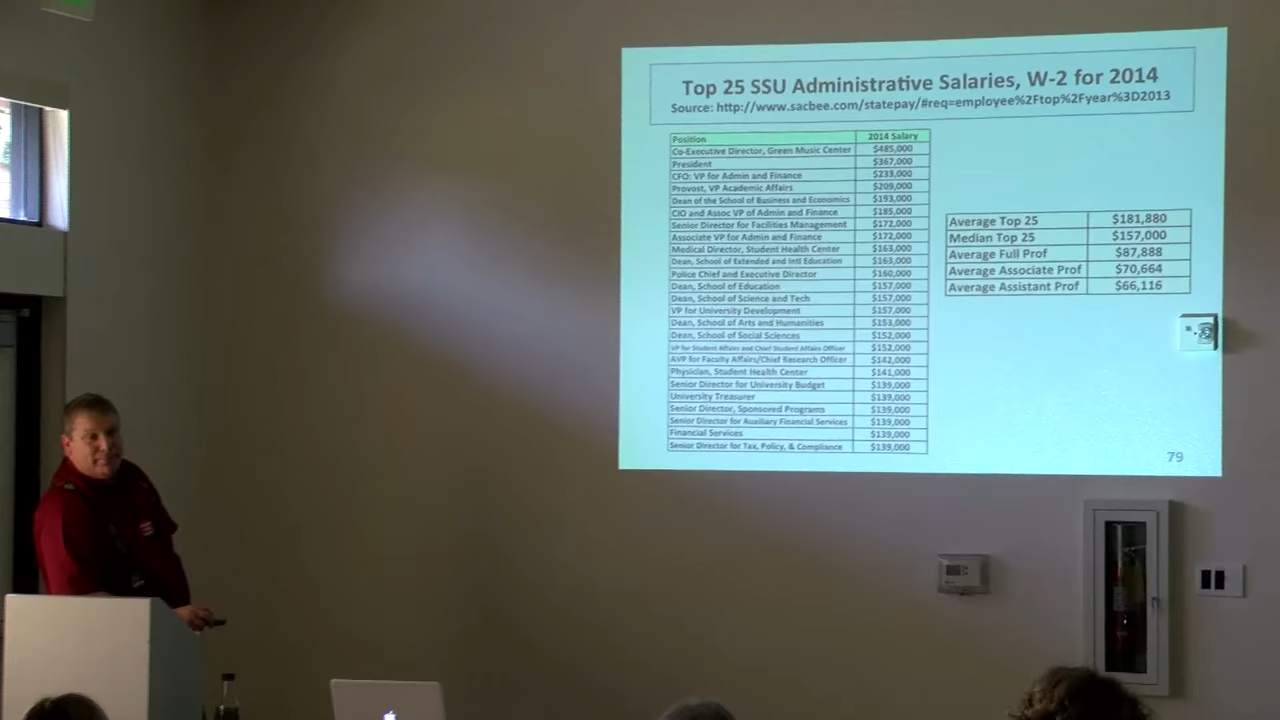 Top 25 SSU Administrative Salaries, W-2 for 2014
Source: http://www.sacbee.com/statepay/#req=employee%2Ftop%2Fyear%3D2013
Position 2014 Salary
Co-Executive Director, Green Music Center $485,000
President $367,000
CFO: VP for Admin and Finance $233,000
Provost, VP Academic Affairs $209,000
Dean of the School of Business and Economics $193,000
CIO and Assoc VP of Admin and Finance $185,000
Senior Director for Facilities Management $172,000
Associate VP for Admin and Finance $172,000
Medical Director, Student Health Center $163,000
Dean, School of Extended and Intl Education $163,000
Police Chief and Executive Director $160,000
Dean, School of Education $157,000
Dean, School of Science and Tech $157,000
VP for University Development $157,000
Dean, School of Arts and Humanities $153,000
Dean, School of Social Sciences $152,000
VP for Student Affairs and Chief Student Affairs Officer $152,000
AVP for Faculty Affairs/Chief Research Officer $142,000
Physician, Student Health Center $141,000
Senior Director for University Budget $139,000
University Treasurer $139,000
Senior Director, Sponsored Programs $139,000
Senior Director for Auxiliary Financial Services $139,000
Financial Services $139,000
Senior Director for Tax, Policy, & Compliance $139,000
Average Top 25 $181,880
Median Top 25 $157,000
Average Full Prof $87,888
Average Associate Prof $70,664
Average Assistant Prof $66,116
79